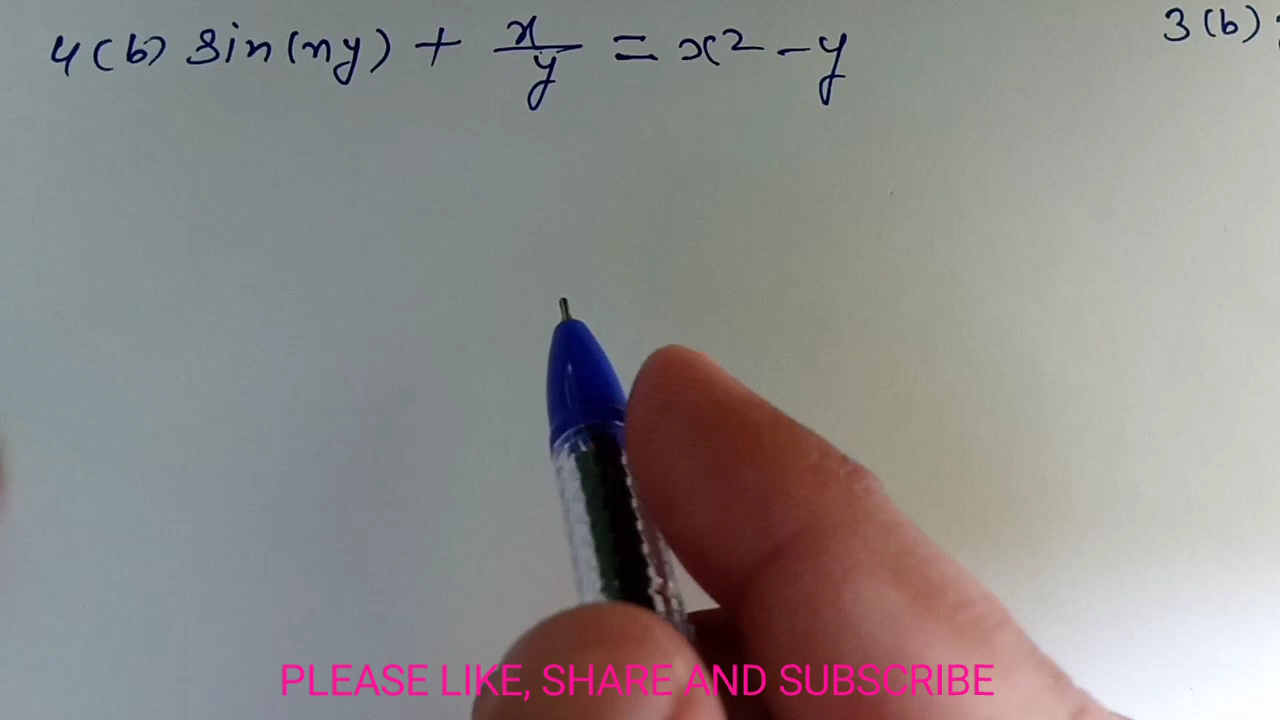 4(b) sin(xy) + x/y = x² - y
3(b)
PLEASE LIKE, SHARE AND SUBSCRIBE